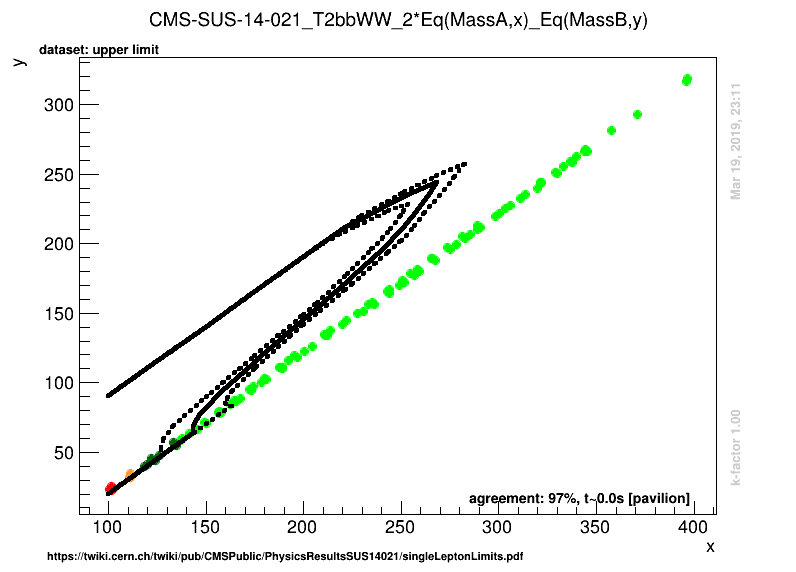 CMS-SUS-14-021_T2bbWW_2*Eq(MassA,x)_Eq(MassB,y)
dataset: upper limit
y
300
250
200
150
100
50
100 150 200 250 300 350 400
x
agreement: 97%, t~0.0s [pavilion]
Mar 19, 2019, 23:11
k-factor 1.00
https://twiki.cern.ch/twiki/pub/CMSPublic/PhysicsResultsSUS14021/singleLeptonLimits.pdf